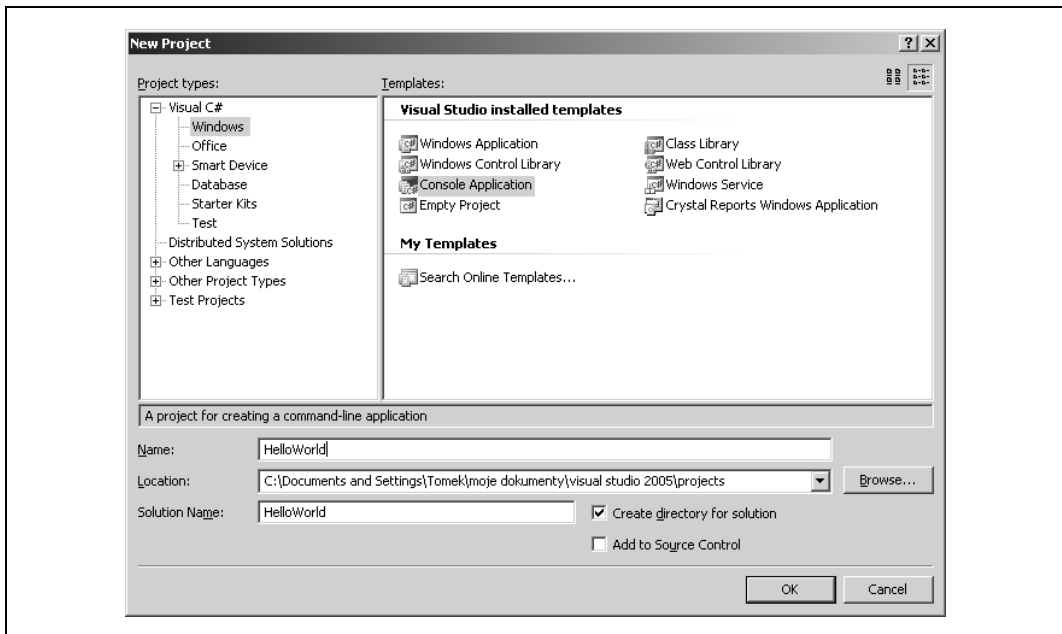 New Project
Project types:
Templates:
Visual C#
Windows
Office
Smart Device
Database
Starter Kits
Test
Distributed System Solutions
Other Languages
Other Project Types
Test Projects
Visual Studio installed templates
Windows Application
Class Library
Windows Control Library
Web Control Library
Console Application
Windows Service
Empty Project
Crystal Reports Windows Application
My Templates
Search Online Templates...
A project for creating a command-line application
Name:
HelloWorld
Location:
C:\Documents and Settings\Tomek\moje dokumenty\visual studio 2005\projects
Browse...
Solution Name:
HelloWorld
Create directory for solution
Add to Source Control
OK
Cancel